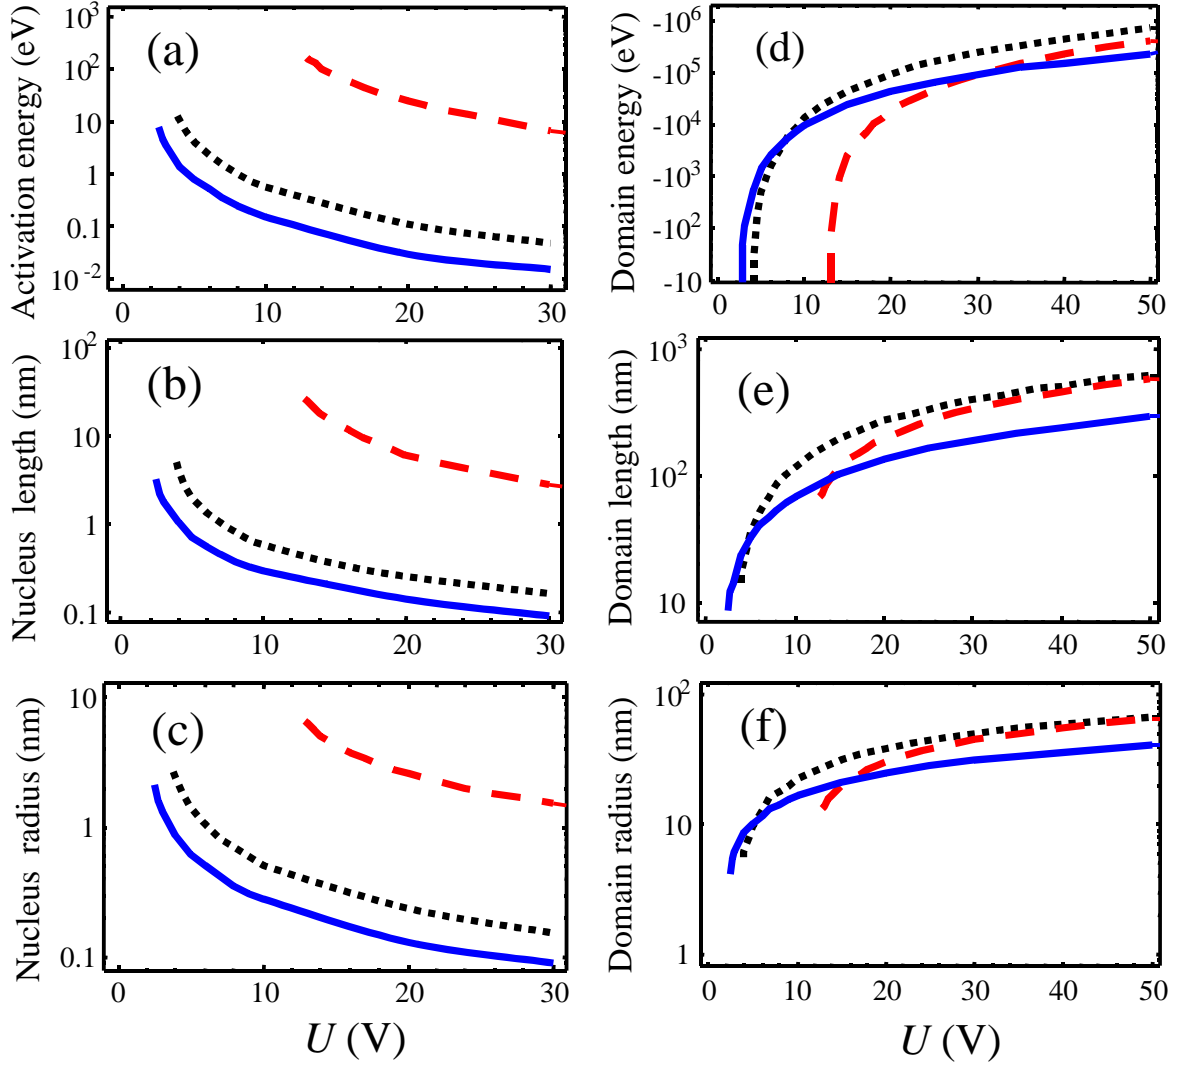 (a)
Activation energy (eV)
10³
10²
10
1
0.1
10⁻²
0 10 20 30
(d)
Domain energy (eV)
-10⁶
-10⁵
-10⁴
-10³
-10²
-10
0 10 20 30 40 50
(b)
Nucleus length (nm)
10²
10
1
0.1
0 10 20 30
(e)
Domain length (nm)
10³
10²
10
0 10 20 30 40 50
(c)
Nucleus radius (nm)
10
1
0.1
0 10 20 30
U (V)
(f)
Domain radius (nm)
10²
10
1
0 10 20 30 40 50
U (V)